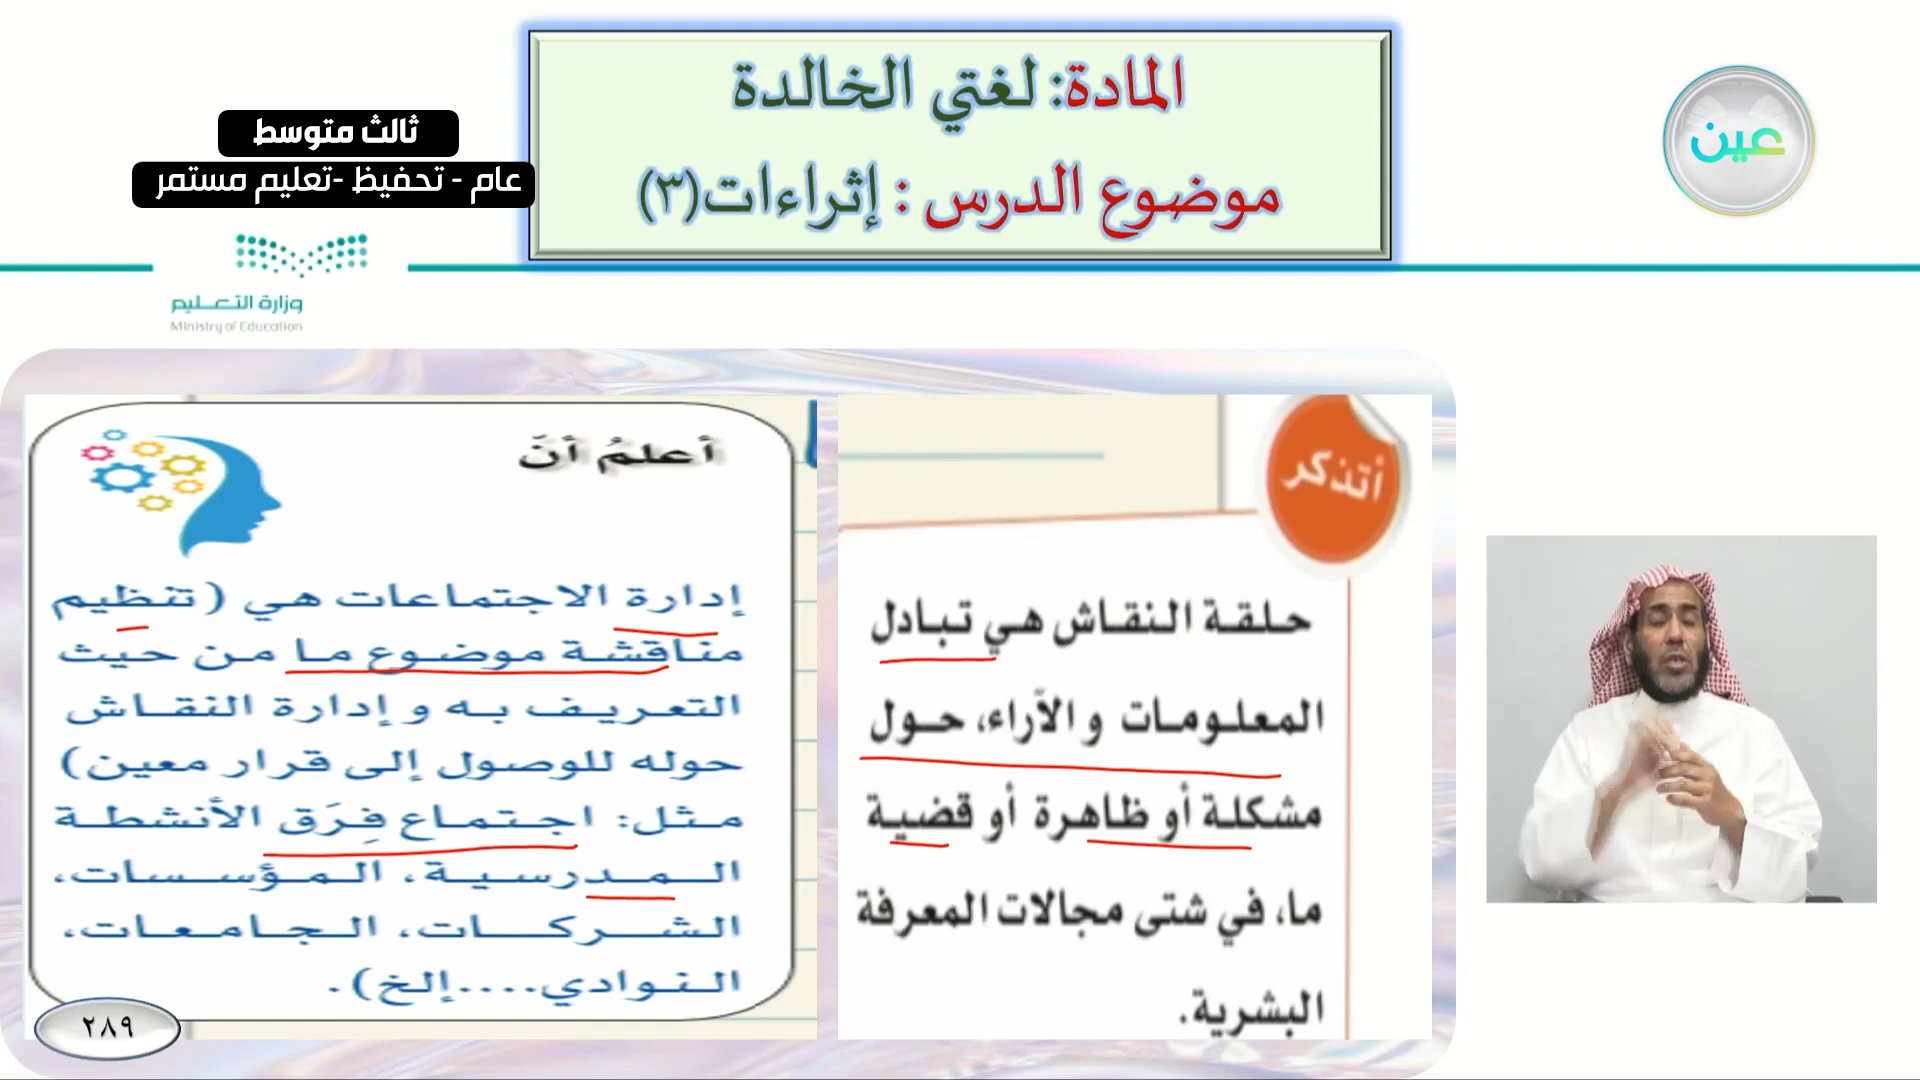 المادة: لغتي الخالدة
موضوع الدرس : إثراءات(٣)
عين
ثالث متوسط
عام - تحفيظ -تعليم مستمر
وزارة التعليم
Ministry of Education
أتذكر
حلقة النقاش هي تبادل
المعلومات و الآراء، حول
مشكلة أو ظاهرة أو قضية
ما، في شتى مجالات المعرفة
البشرية.
أعلمُ أنّ
إدارة الاجتماعات هي (تنظيم
مناقشة موضوع ما من حيث
التعريف به و إدارة النقاش
حوله للوصول إلى قرار معين)
مثل: اجتماع فِرَق الأنشطة
المدرسية، المؤسسات،
الشركات، الجامعات،
النوادي....إلخ).
٢٨٩